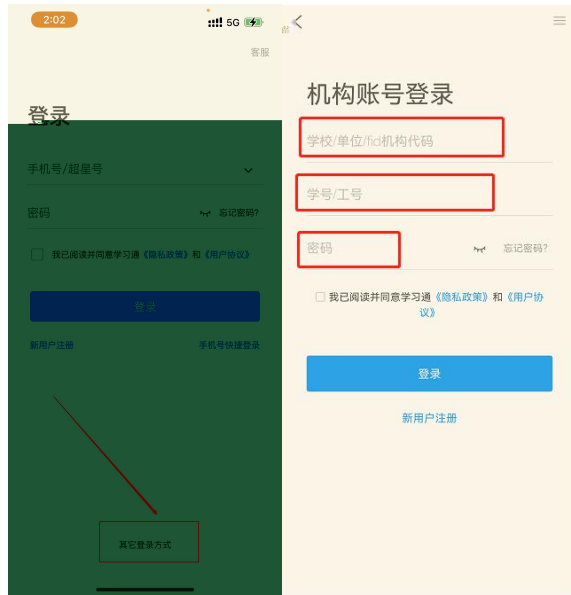 2:02
5G
客服
登录
手机号/超星号
密码
忘记密码?
我已阅读并同意学习通《隐私政策》和《用户协议》
登录
新用户注册
手机号快捷登录
其它登录方式
机构账号登录
学校/单位/fid机构代码
学号/工号
密码
忘记密码?
我已阅读并同意学习通《隐私政策》和《用户协
议》
登录
新用户注册